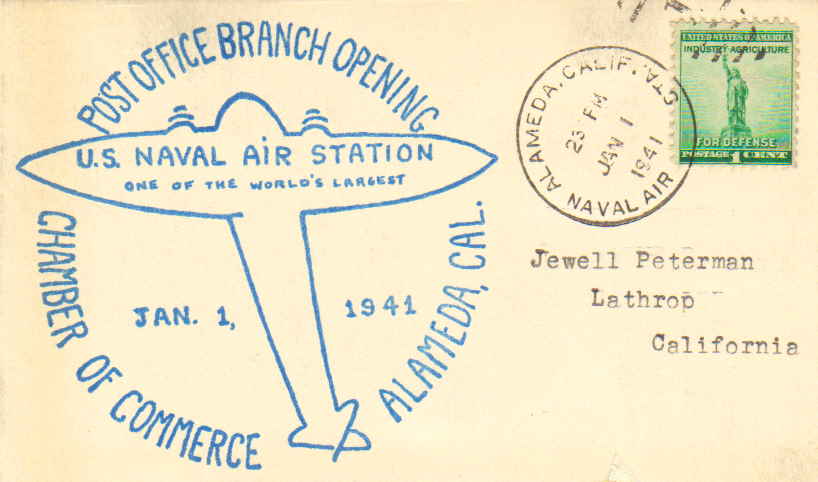 POST OFFICE BRANCH OPENING
U.S. NAVAL AIR STATION
ONE OF THE WORLD'S LARGEST
JAN. 1, 1941
CHAMBER OF COMMERCE
ALAMEDA, CAL.
ALAMEDA, CALIF.
NAVAL AIR STA.
23 PM
JAN 1
1941
UNITED STATES OF AMERICA
INDUSTRY AGRICULTURE
FOR DEFENSE
POSTAGE 1 CENT
Jewell Peterman
Lathrop
California